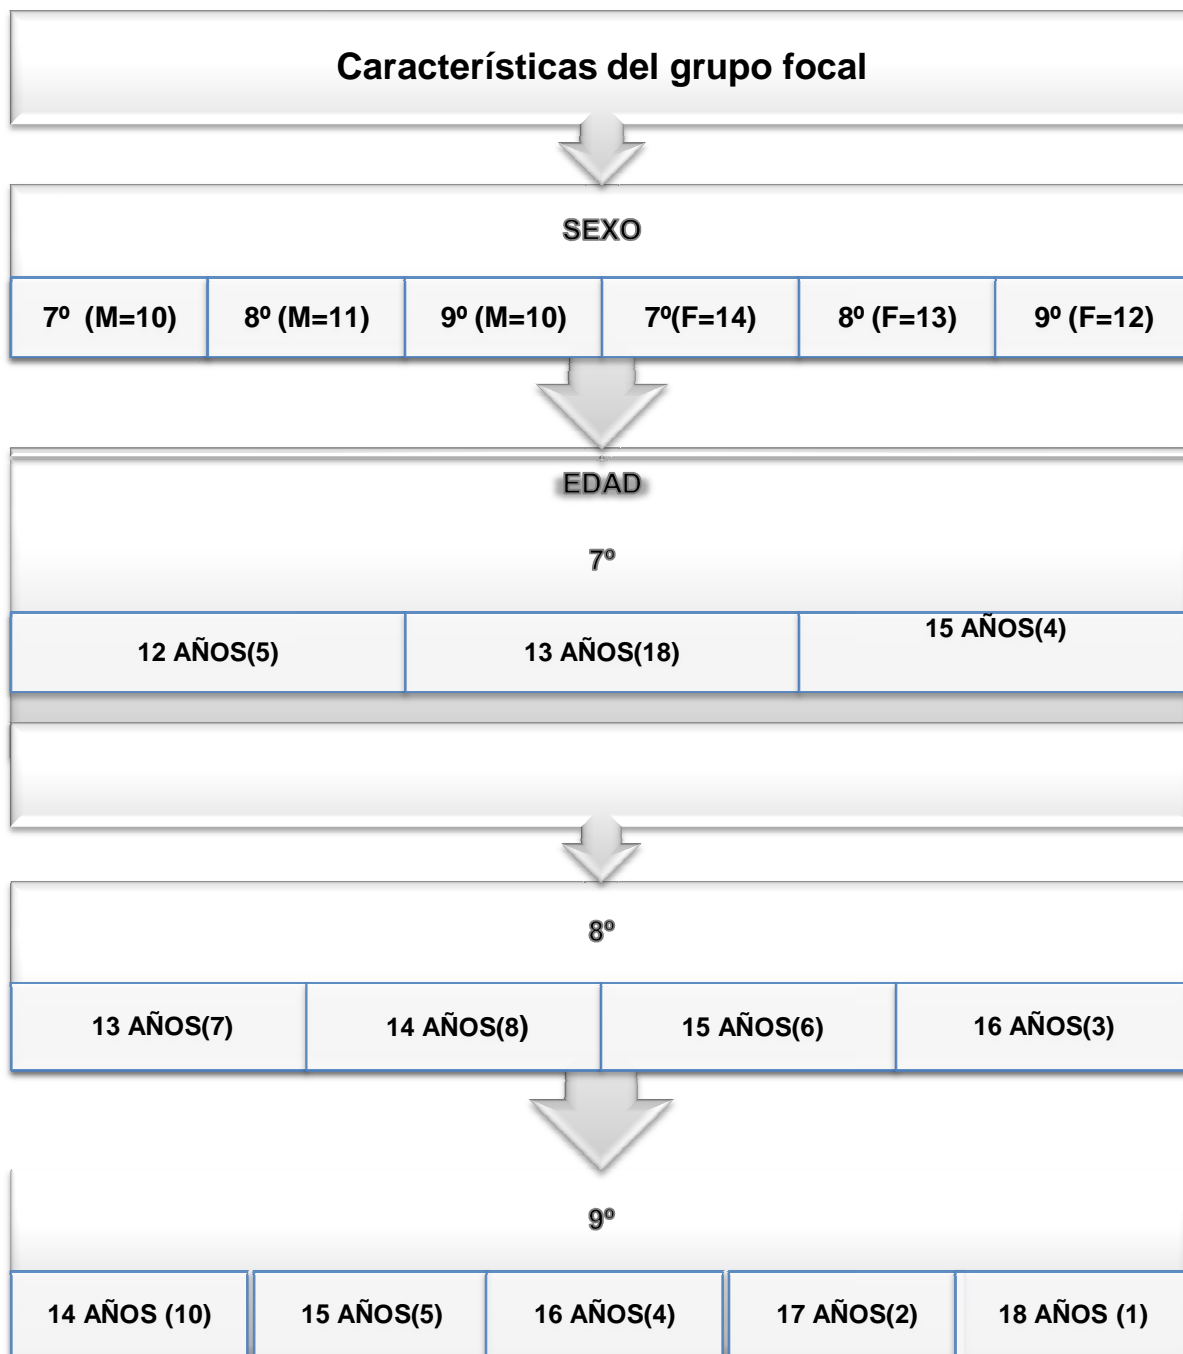 Características del grupo focal
SEXO
7º (M=10)
8º (M=11)
9º (M=10)
7º(F=14)
8º (F=13)
9º (F=12)
EDAD
7º
12 AÑOS(5)
13 AÑOS(18)
15 AÑOS(4)
8º
13 AÑOS(7)
14 AÑOS(8)
15 AÑOS(6)
16 AÑOS(3)
9º
14 AÑOS (10)
15 AÑOS(5)
16 AÑOS(4)
17 AÑOS(2)
18 AÑOS (1)